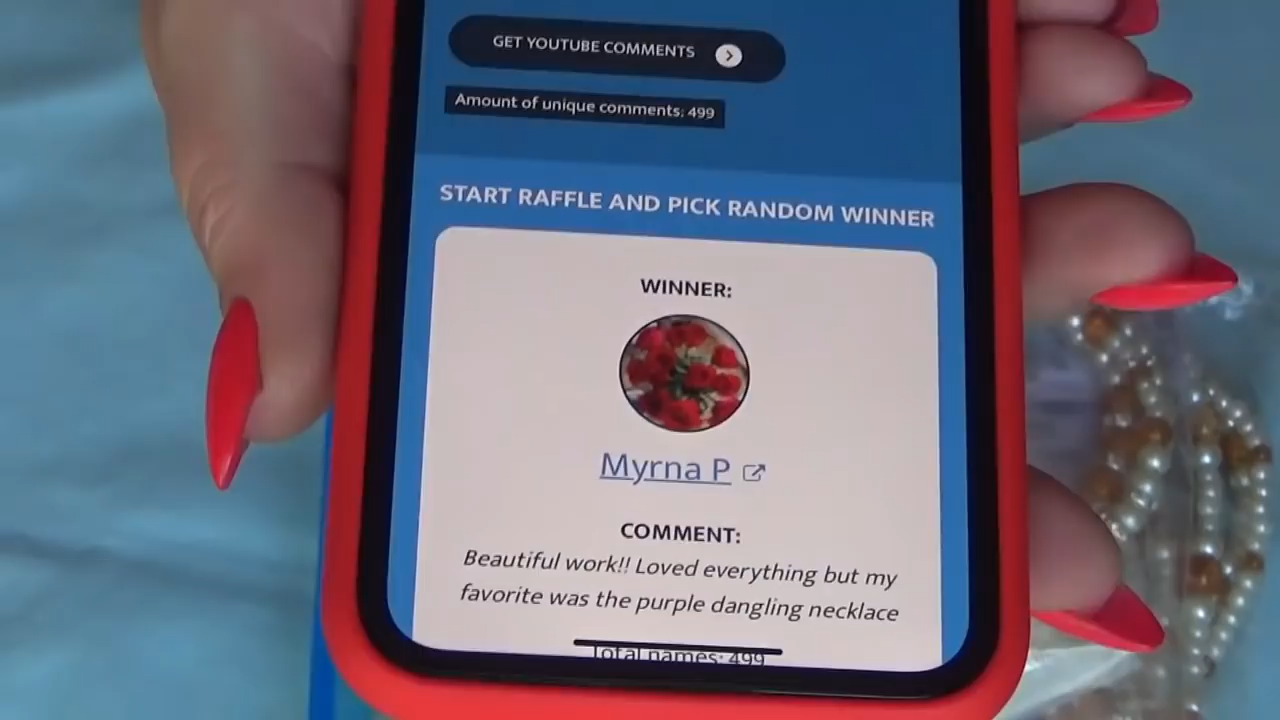 GET YOUTUBE COMMENTS
Amount of unique comments: 499
START RAFFLE AND PICK RANDOM WINNER
WINNER:
Myrna P
COMMENT:
Beautiful work!! Loved everything but my
favorite was the purple dangling necklace
Total names: 499